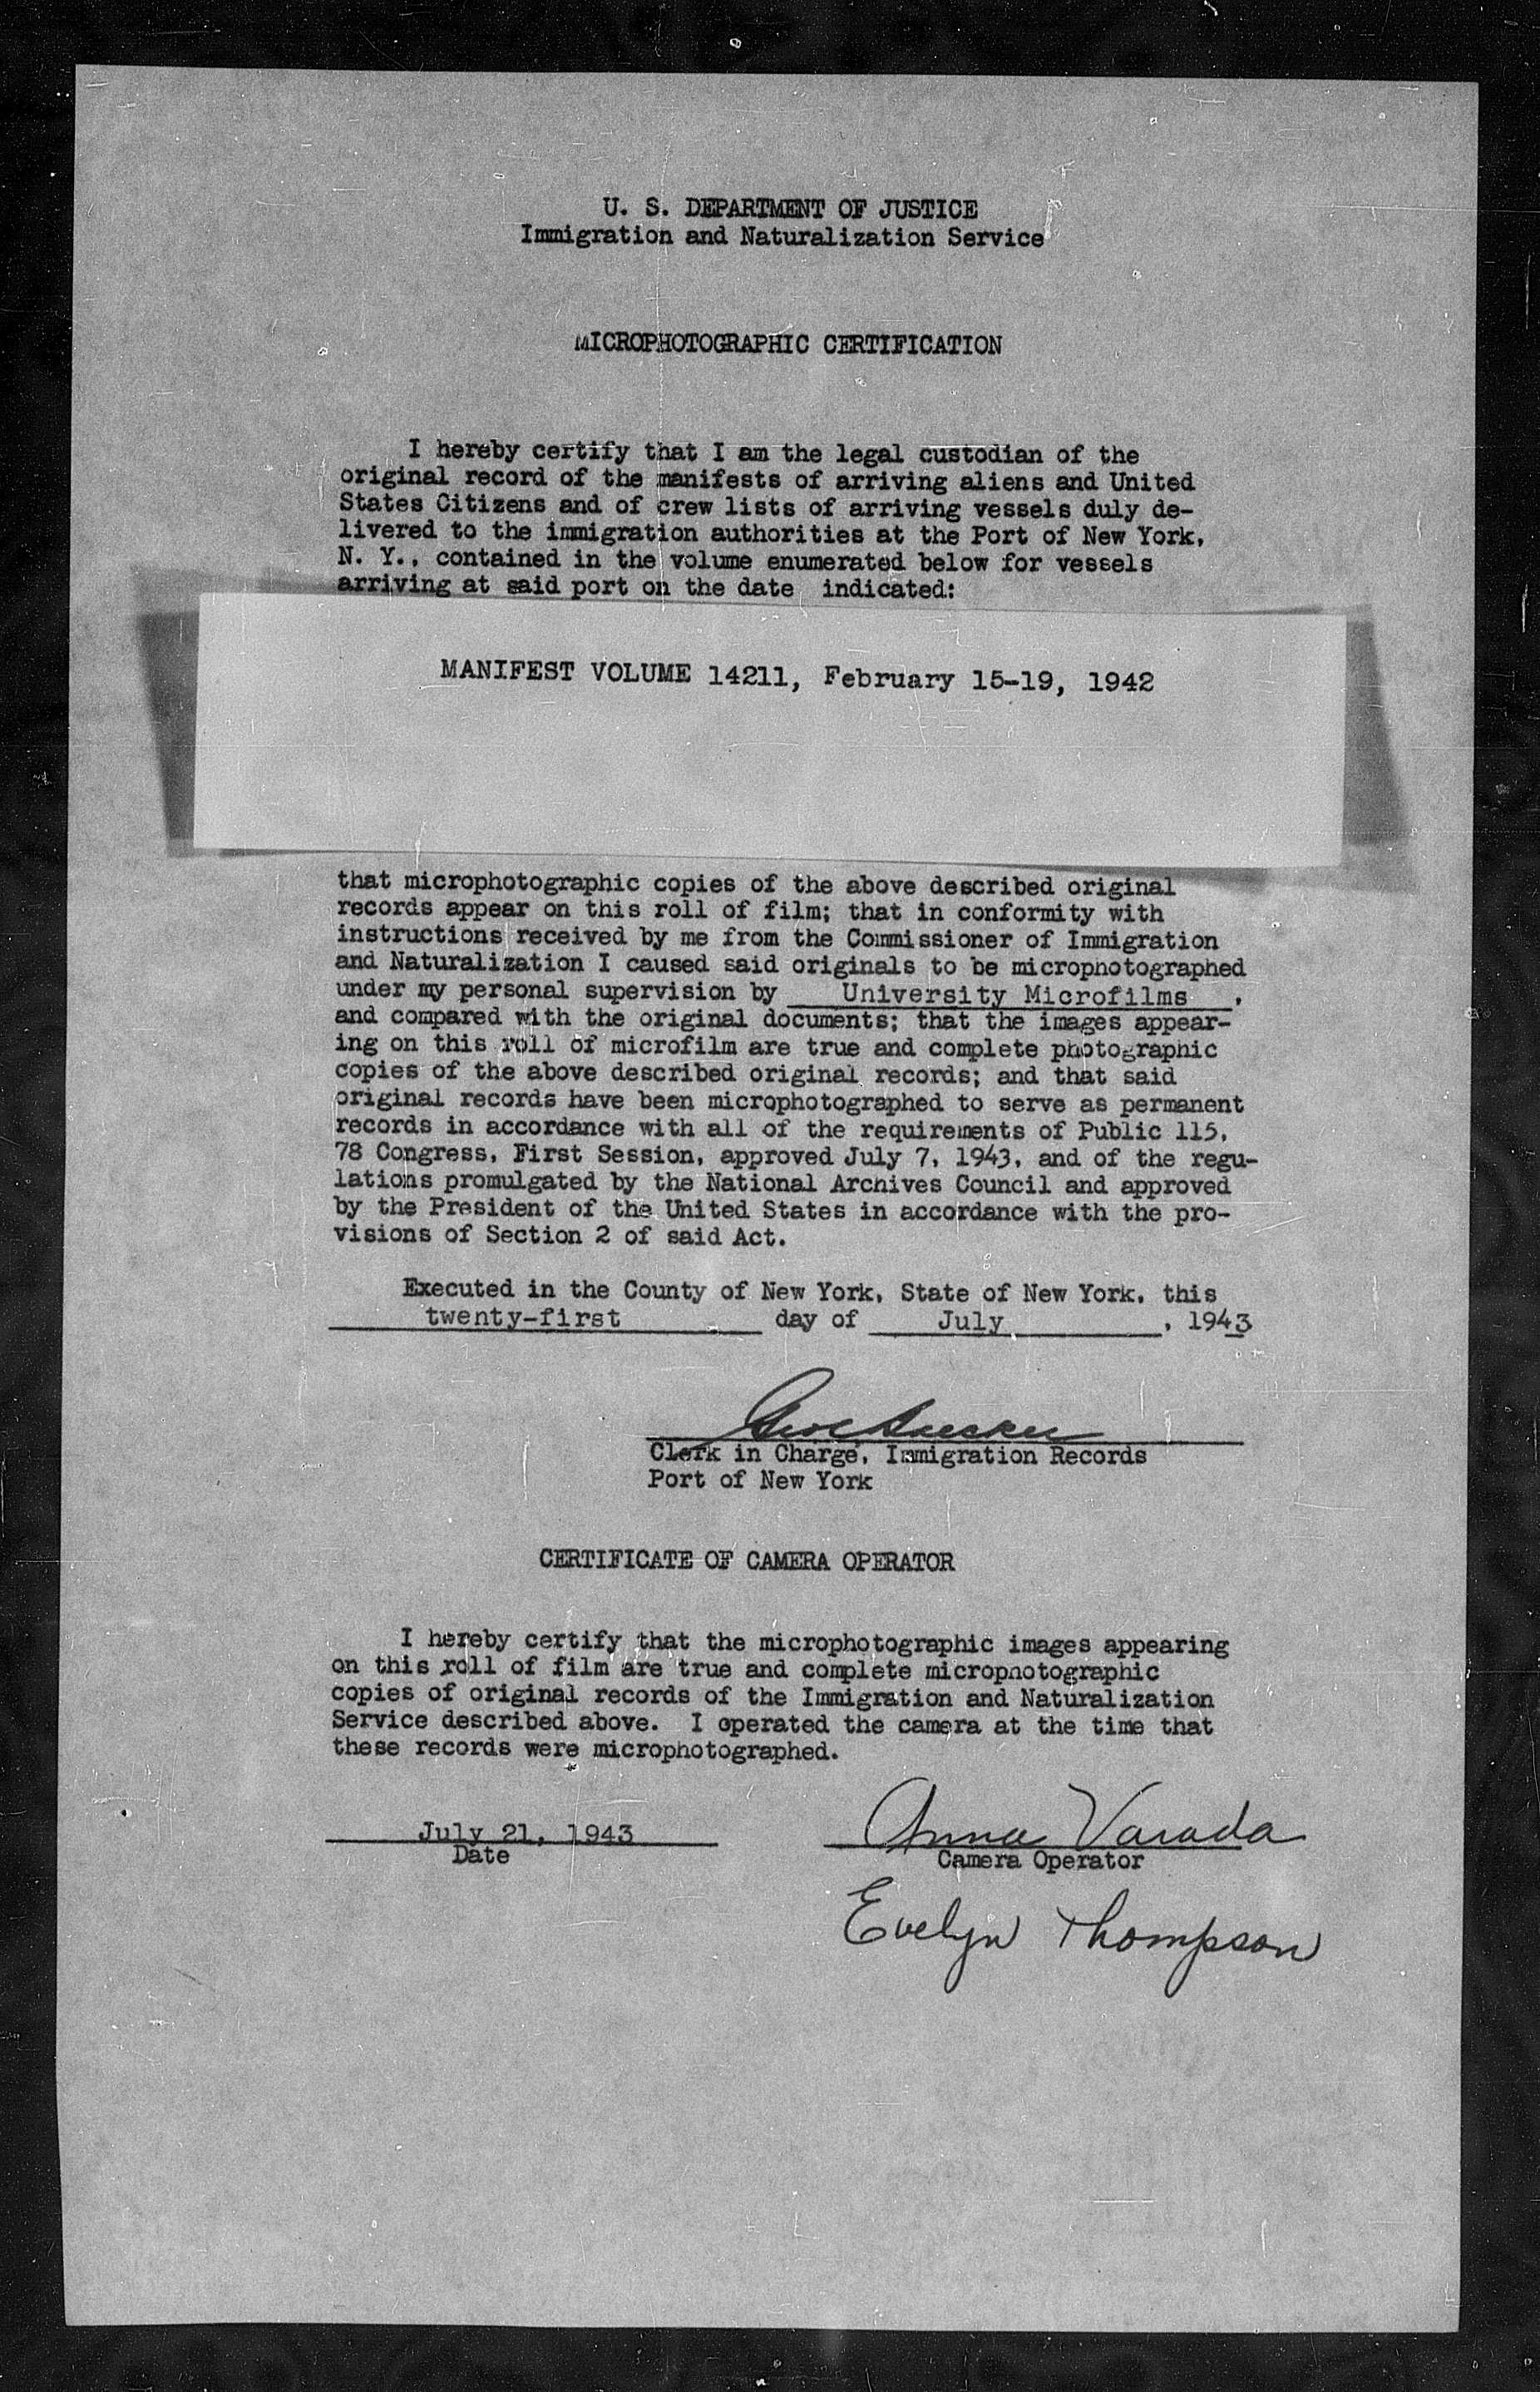 U. S. DEPARTMENT OF JUSTICE
Immigration and Naturalization Service
MICROPHOTOGRAPHIC CERTIFICATION
I hereby certify that I am the legal custodian of the
original record of the manifests of arriving aliens and United
States Citizens and of crew lists of arriving vessels duly de-
livered to the immigration authorities at the Port of New York,
N. Y., contained in the volume enumerated below for vessels
arriving at said port on the date indicated:
MANIFEST VOLUME 14211, February 15-19, 1942
that microphotographic copies of the above described original
records appear on this roll of film; that in conformity with
instructions received by me from the Commissioner of Immigration
and Naturalization I caused said originals to be microphotographed
under my personal supervision by University Microfilms,
and compared with the original documents; that the images appear-
ing on this roll of microfilm are true and complete photographic
copies of the above described original records; and that said
original records have been microphotographed to serve as permanent
records in accordance with all of the requirements of Public 115,
78 Congress, First Session, approved July 7, 1943, and of the regu-
lations promulgated by the National Archives Council and approved
by the President of the United States in accordance with the pro-
visions of Section 2 of said Act.
Executed in the County of New York, State of New York, this
twenty-first day of July, 1943
Clerk in Charge, Immigration Records
Port of New York
CERTIFICATE OF CAMERA OPERATOR
I hereby certify that the microphotographic images appearing
on this roll of film are true and complete microphotographic
copies of original records of the Immigration and Naturalization
Service described above. I operated the camera at the time that
these records were microphotographed.
July 21, 1943 Anna Varada
Date Camera Operator
Evelyn Thompson